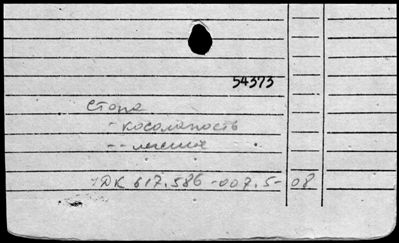 54373
Стопа
- косолапость
-- лечение
УДК 617.586-007.5-08